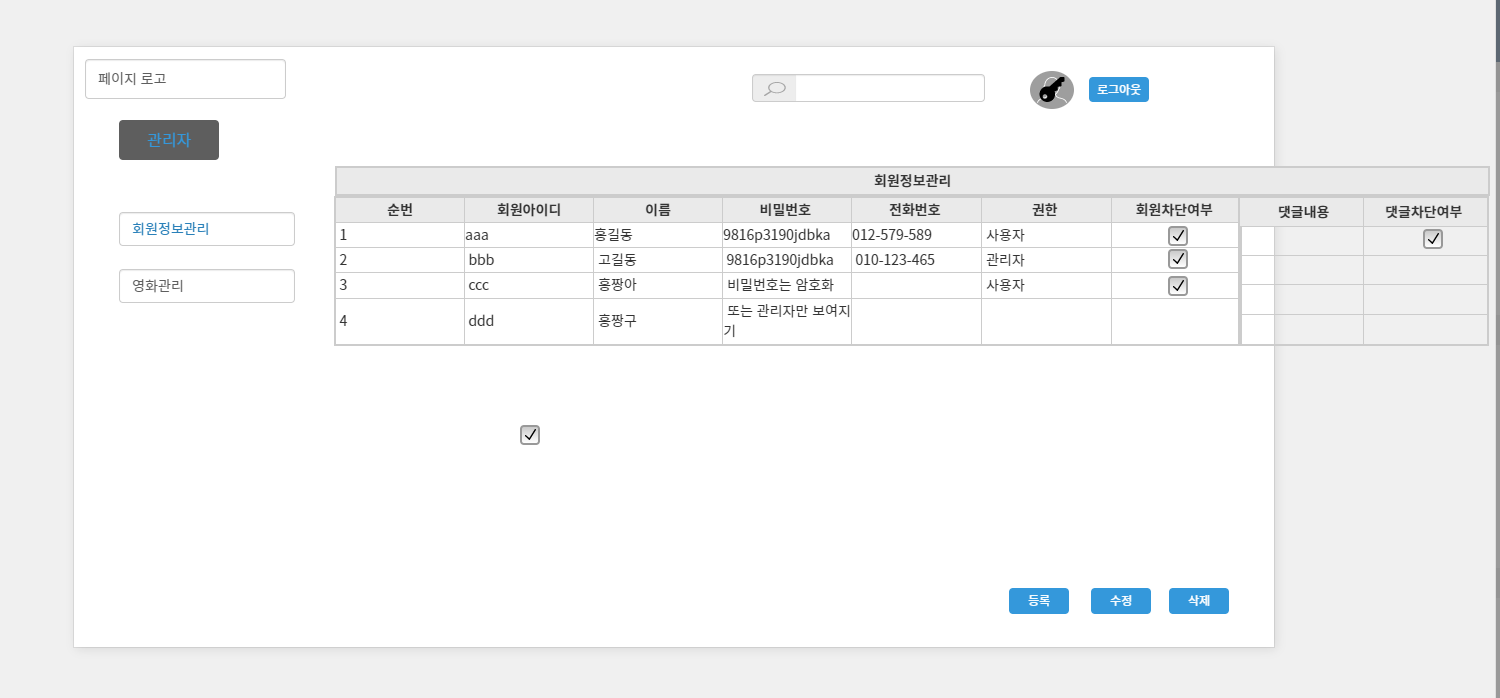 페이지 로고
로그아웃
관리자
회원정보관리
영화관리
회원정보관리
순번 회원아이디 이름 비밀번호 전화번호 권한 회원차단여부 댓글내용 댓글차단여부
1 aaa 홍길동 9816p3190jdbka 012-579-589 사용자
2 bbb 고길동 9816p3190jdbka 010-123-465 관리자
3 ccc 홍짱아 비밀번호는 암호화 사용자
4 ddd 홍짱구 또는 관리자만 보여지
기
등록 수정 삭제